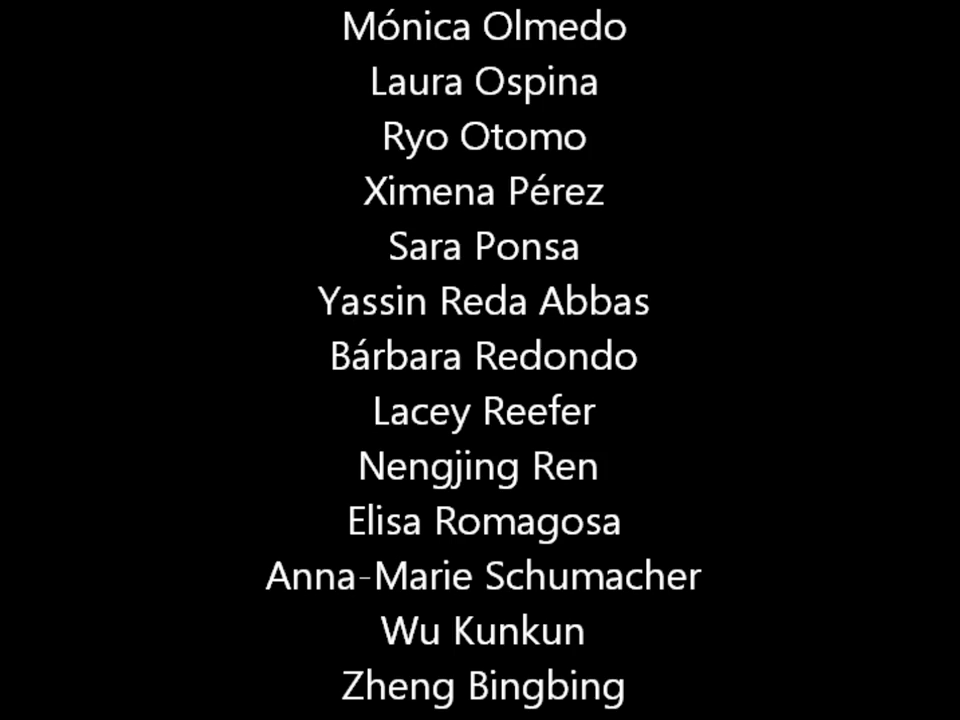 Mónica Olmedo
Laura Ospina
Ryo Otomo
Ximena Pérez
Sara Ponsa
Yassin Reda Abbas
Bárbara Redondo
Lacey Reefer
Nengjing Ren
Elisa Romagosa
Anna-Marie Schumacher
Wu Kunkun
Zheng Bingbing